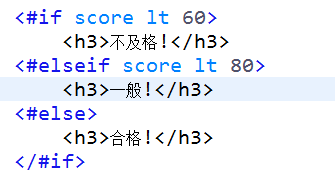 <#if score lt 60>
<h3>不及格!</h3>
<#elseif score lt 80>
<h3>一般!</h3>
<#else>
<h3>合格!</h3>
</#if>